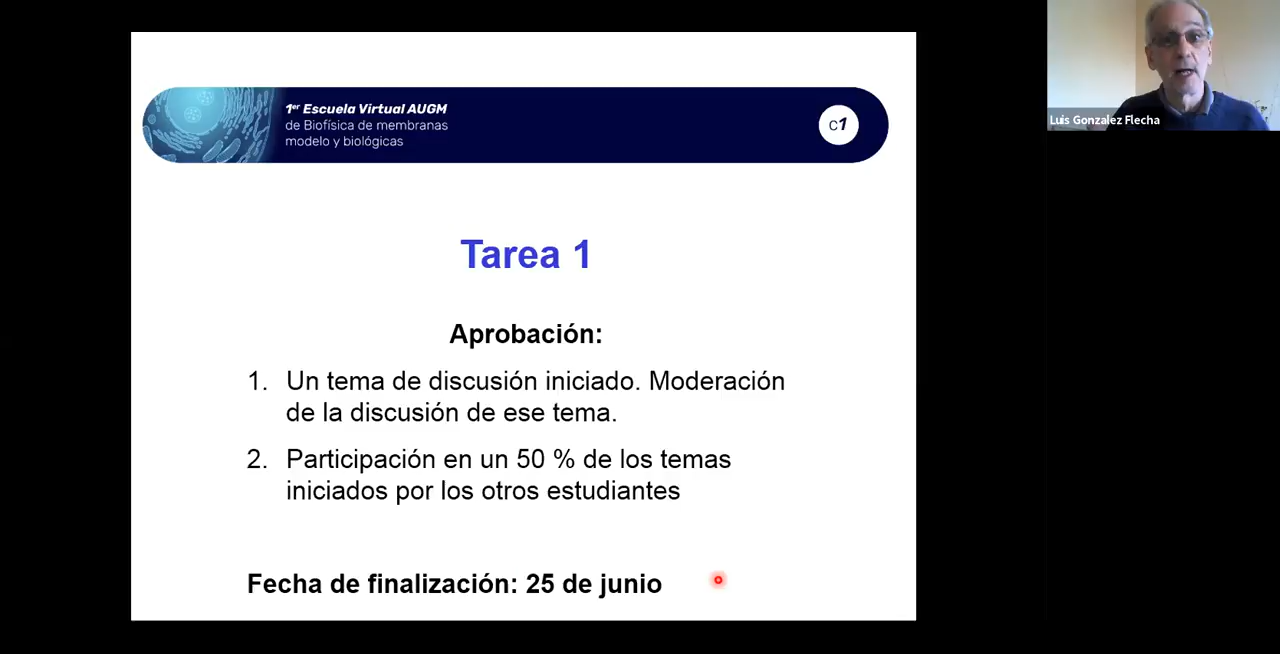 1er Escuela Virtual AUGM
de Biofísica de membranas
modelo y biológicas
C1
Luis Gonzalez Flecha
Tarea 1
Aprobación:
1. Un tema de discusión iniciado. Moderación
de la discusión de ese tema.
2. Participación en un 50 % de los temas
iniciados por los otros estudiantes
Fecha de finalización: 25 de junio